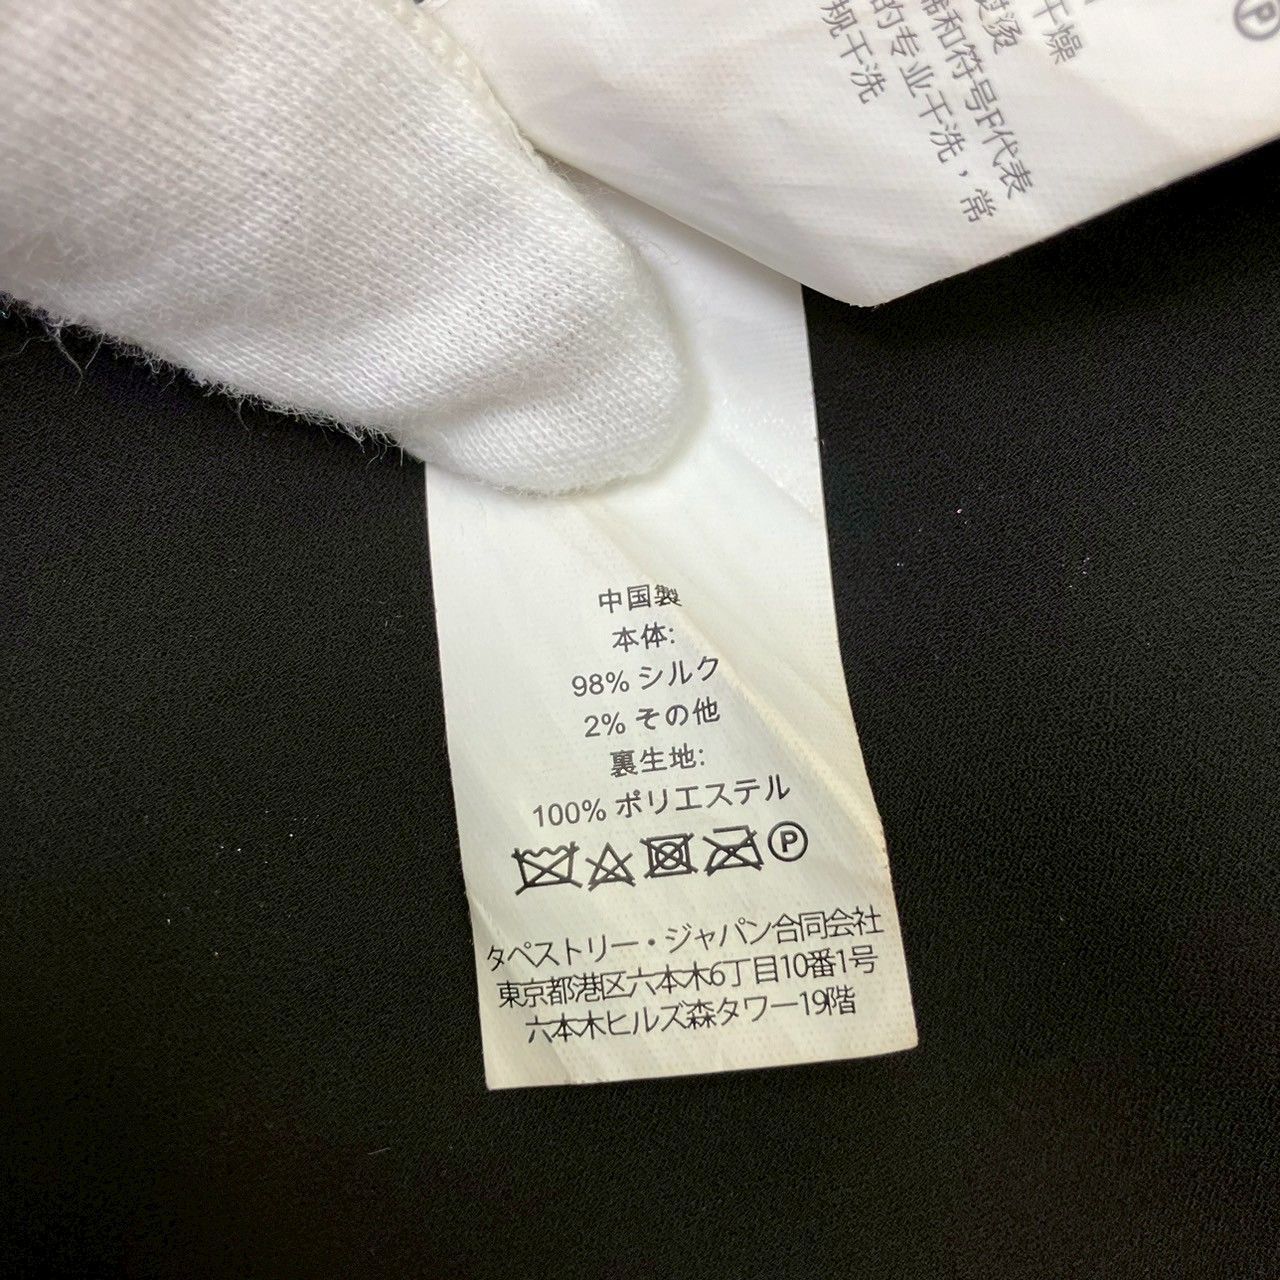 干燥
熨烫
和符号F代表
的专业干洗，常
规干洗
P
中国製
本体:
98% シルク
2% その他
裏生地:
100% ポリエステル
P
タペストリー・ジャパン合同会社
東京都港区六本木6丁目10番1号
六本木ヒルズ森タワー19階